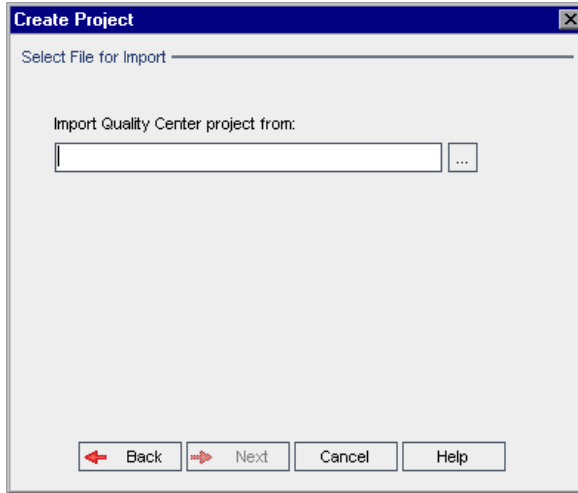 Create Project
Select File for Import
Import Quality Center project from:
...
Back Next Cancel Help